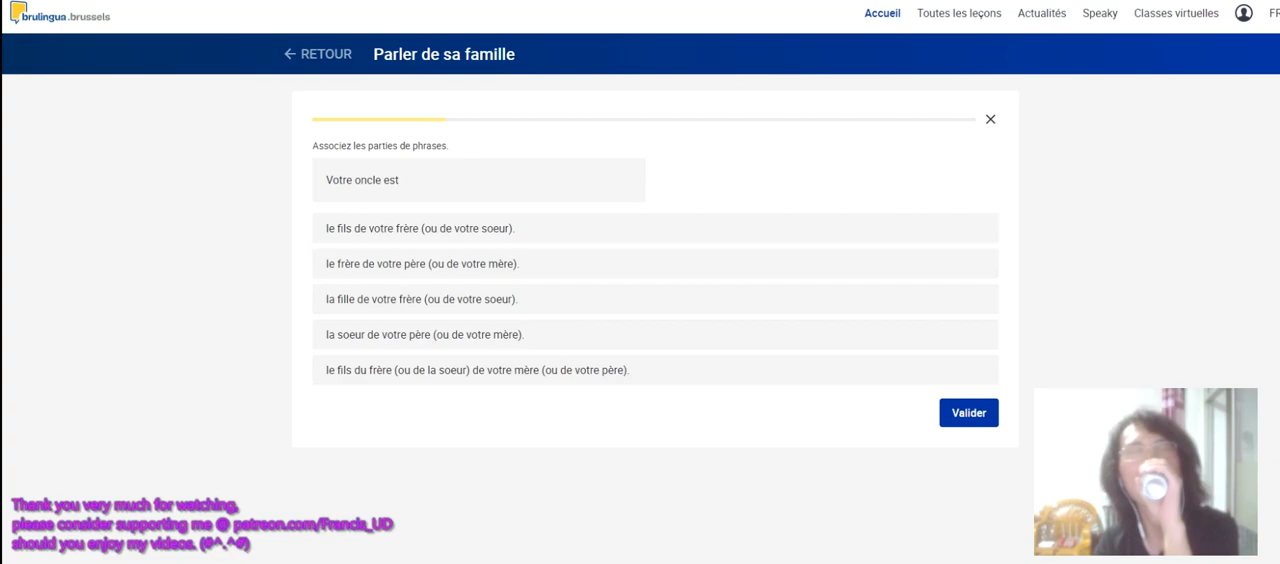 brulingua.brussels
Accueil Toutes les leçons Actualités Speaky Classes virtuelles FR
← RETOUR Parler de sa famille
Associez les parties de phrases.
Votre oncle est
le fils de votre frère (ou de votre soeur).
le frère de votre père (ou de votre mère).
la fille de votre frère (ou de votre soeur).
la soeur de votre père (ou de votre mère).
le fils du frère (ou de la soeur) de votre mère (ou de votre père).
Valider
Thank you very much for watching,
please consider supporting me @ patreon.com/Francis_UD
should you enjoy my videos. (#^.^#)